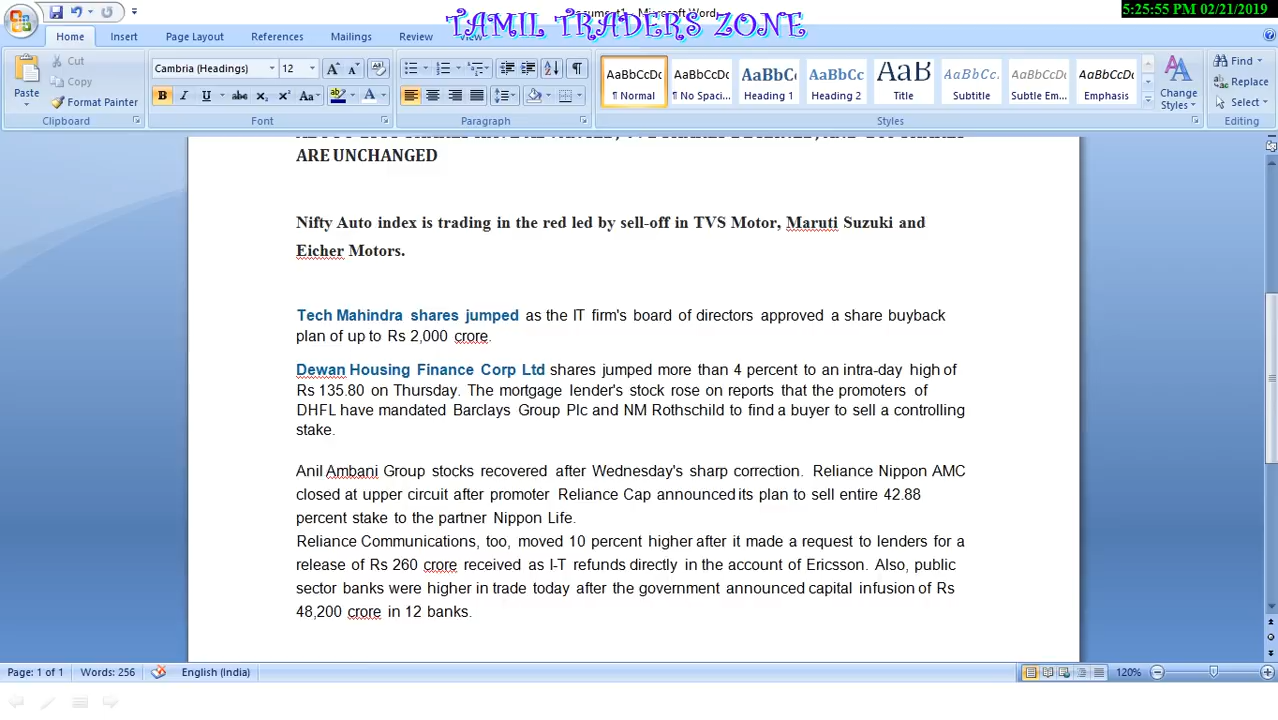 5:25:55 PM 02/21/2019
TAMIL TRADERS ZONE
Microsoft Word
Home Insert Page Layout References Mailings Review
Paste
Cut
Copy
Format Painter
Clipboard
Cambria (Headings) 12
B I U abc X₂ X² Aa
Font
Paragraph
AaBbCcDc AaBbCcDc AaBbC AaBbCc AaB AaBbCc. AaBbCcDc AaBbCcDc
¶ Normal ¶ No Spaci... Heading 1 Heading 2 Title Subtitle Subtle Em... Emphasis
Change
Styles
Styles
Find
Replace
Select
Editing
ARE UNCHANGED
Nifty Auto index is trading in the red led by sell-off in TVS Motor, Maruti Suzuki and
Eicher Motors.
Tech Mahindra shares jumped as the IT firm's board of directors approved a share buyback
plan of up to Rs 2,000 crore.
Dewan Housing Finance Corp Ltd shares jumped more than 4 percent to an intra-day high of
Rs 135.80 on Thursday. The mortgage lender's stock rose on reports that the promoters of
DHFL have mandated Barclays Group Plc and NM Rothschild to find a buyer to sell a controlling
stake.
Anil Ambani Group stocks recovered after Wednesday's sharp correction. Reliance Nippon AMC
closed at upper circuit after promoter Reliance Cap announced its plan to sell entire 42.88
percent stake to the partner Nippon Life.
Reliance Communications, too, moved 10 percent higher after it made a request to lenders for a
release of Rs 260 crore received as I-T refunds directly in the account of Ericsson. Also, public
sector banks were higher in trade today after the government announced capital infusion of Rs
48,200 crore in 12 banks.
Page: 1 of 1 Words: 256 English (India) 120%